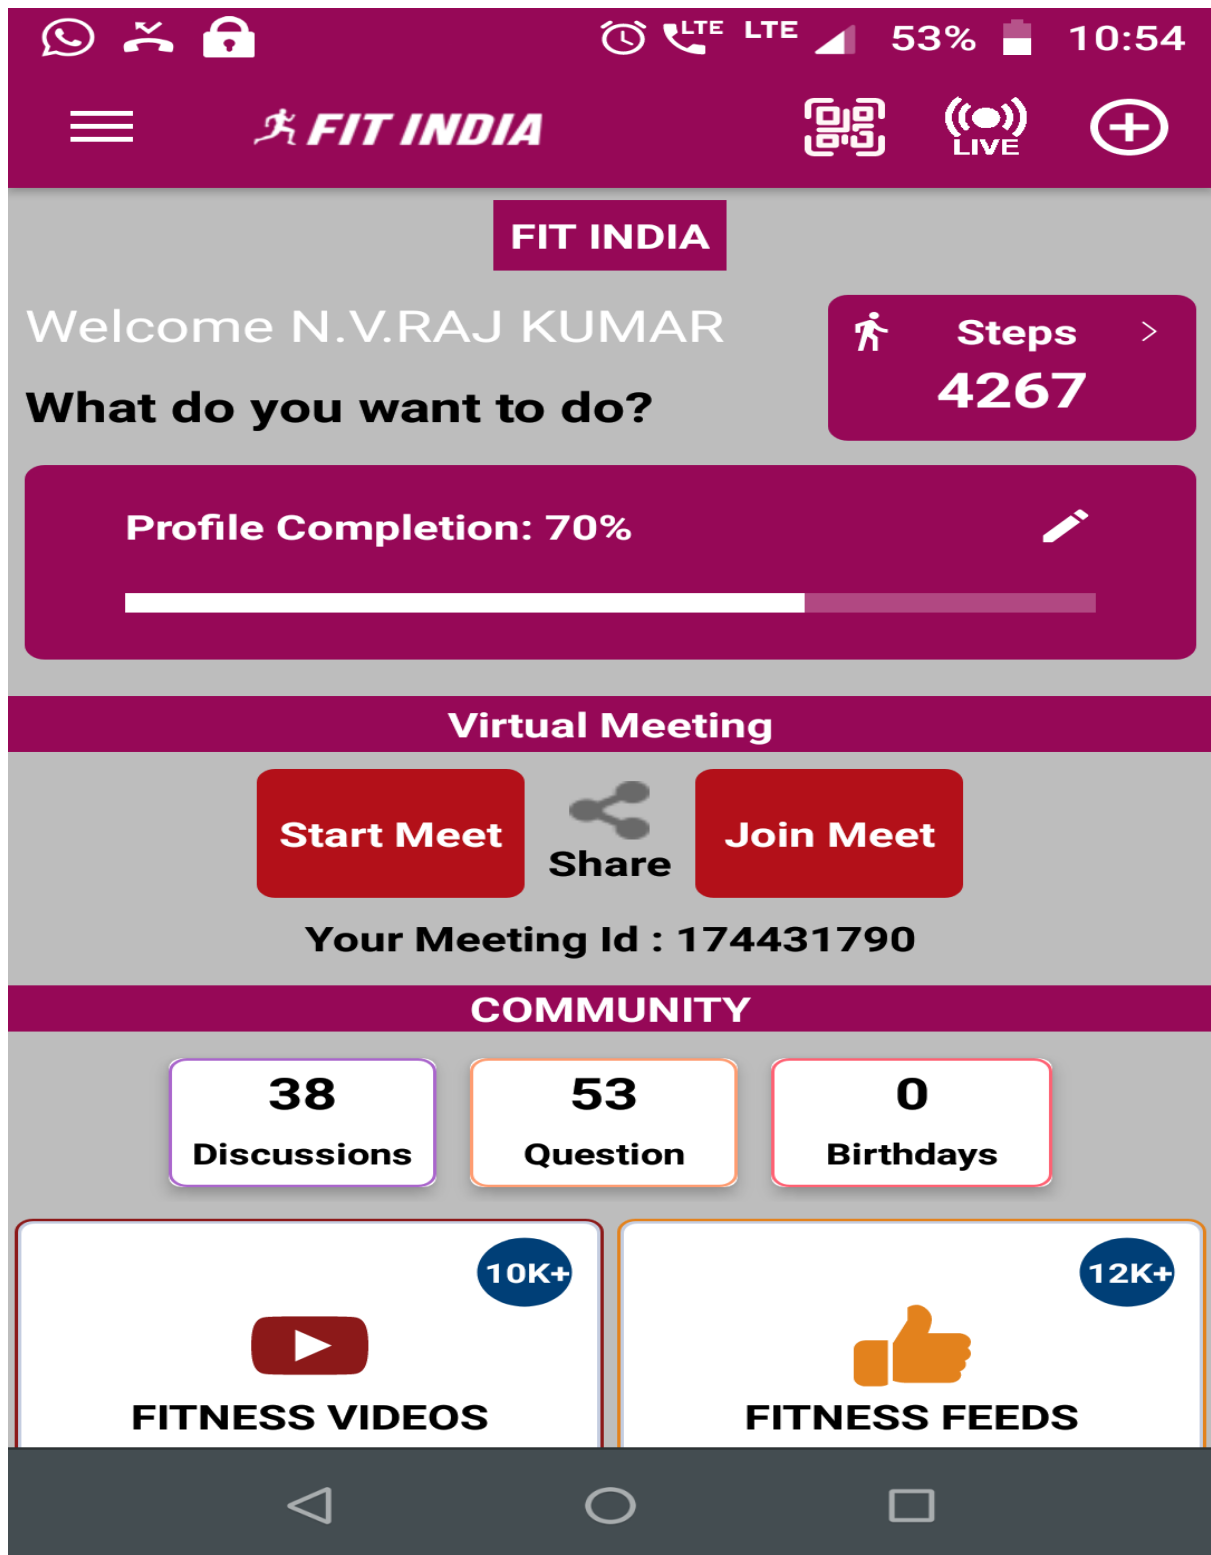 LTE LTE 53% 10:54
FIT INDIA
LIVE
FIT INDIA
Welcome N.V.RAJ KUMAR
Steps >
4267
What do you want to do?
Profile Completion: 70%
Virtual Meeting
Start Meet
Share
Join Meet
Your Meeting Id : 174431790
COMMUNITY
38
Discussions
53
Question
0
Birthdays
10K+
FITNESS VIDEOS
12K+
FITNESS FEEDS